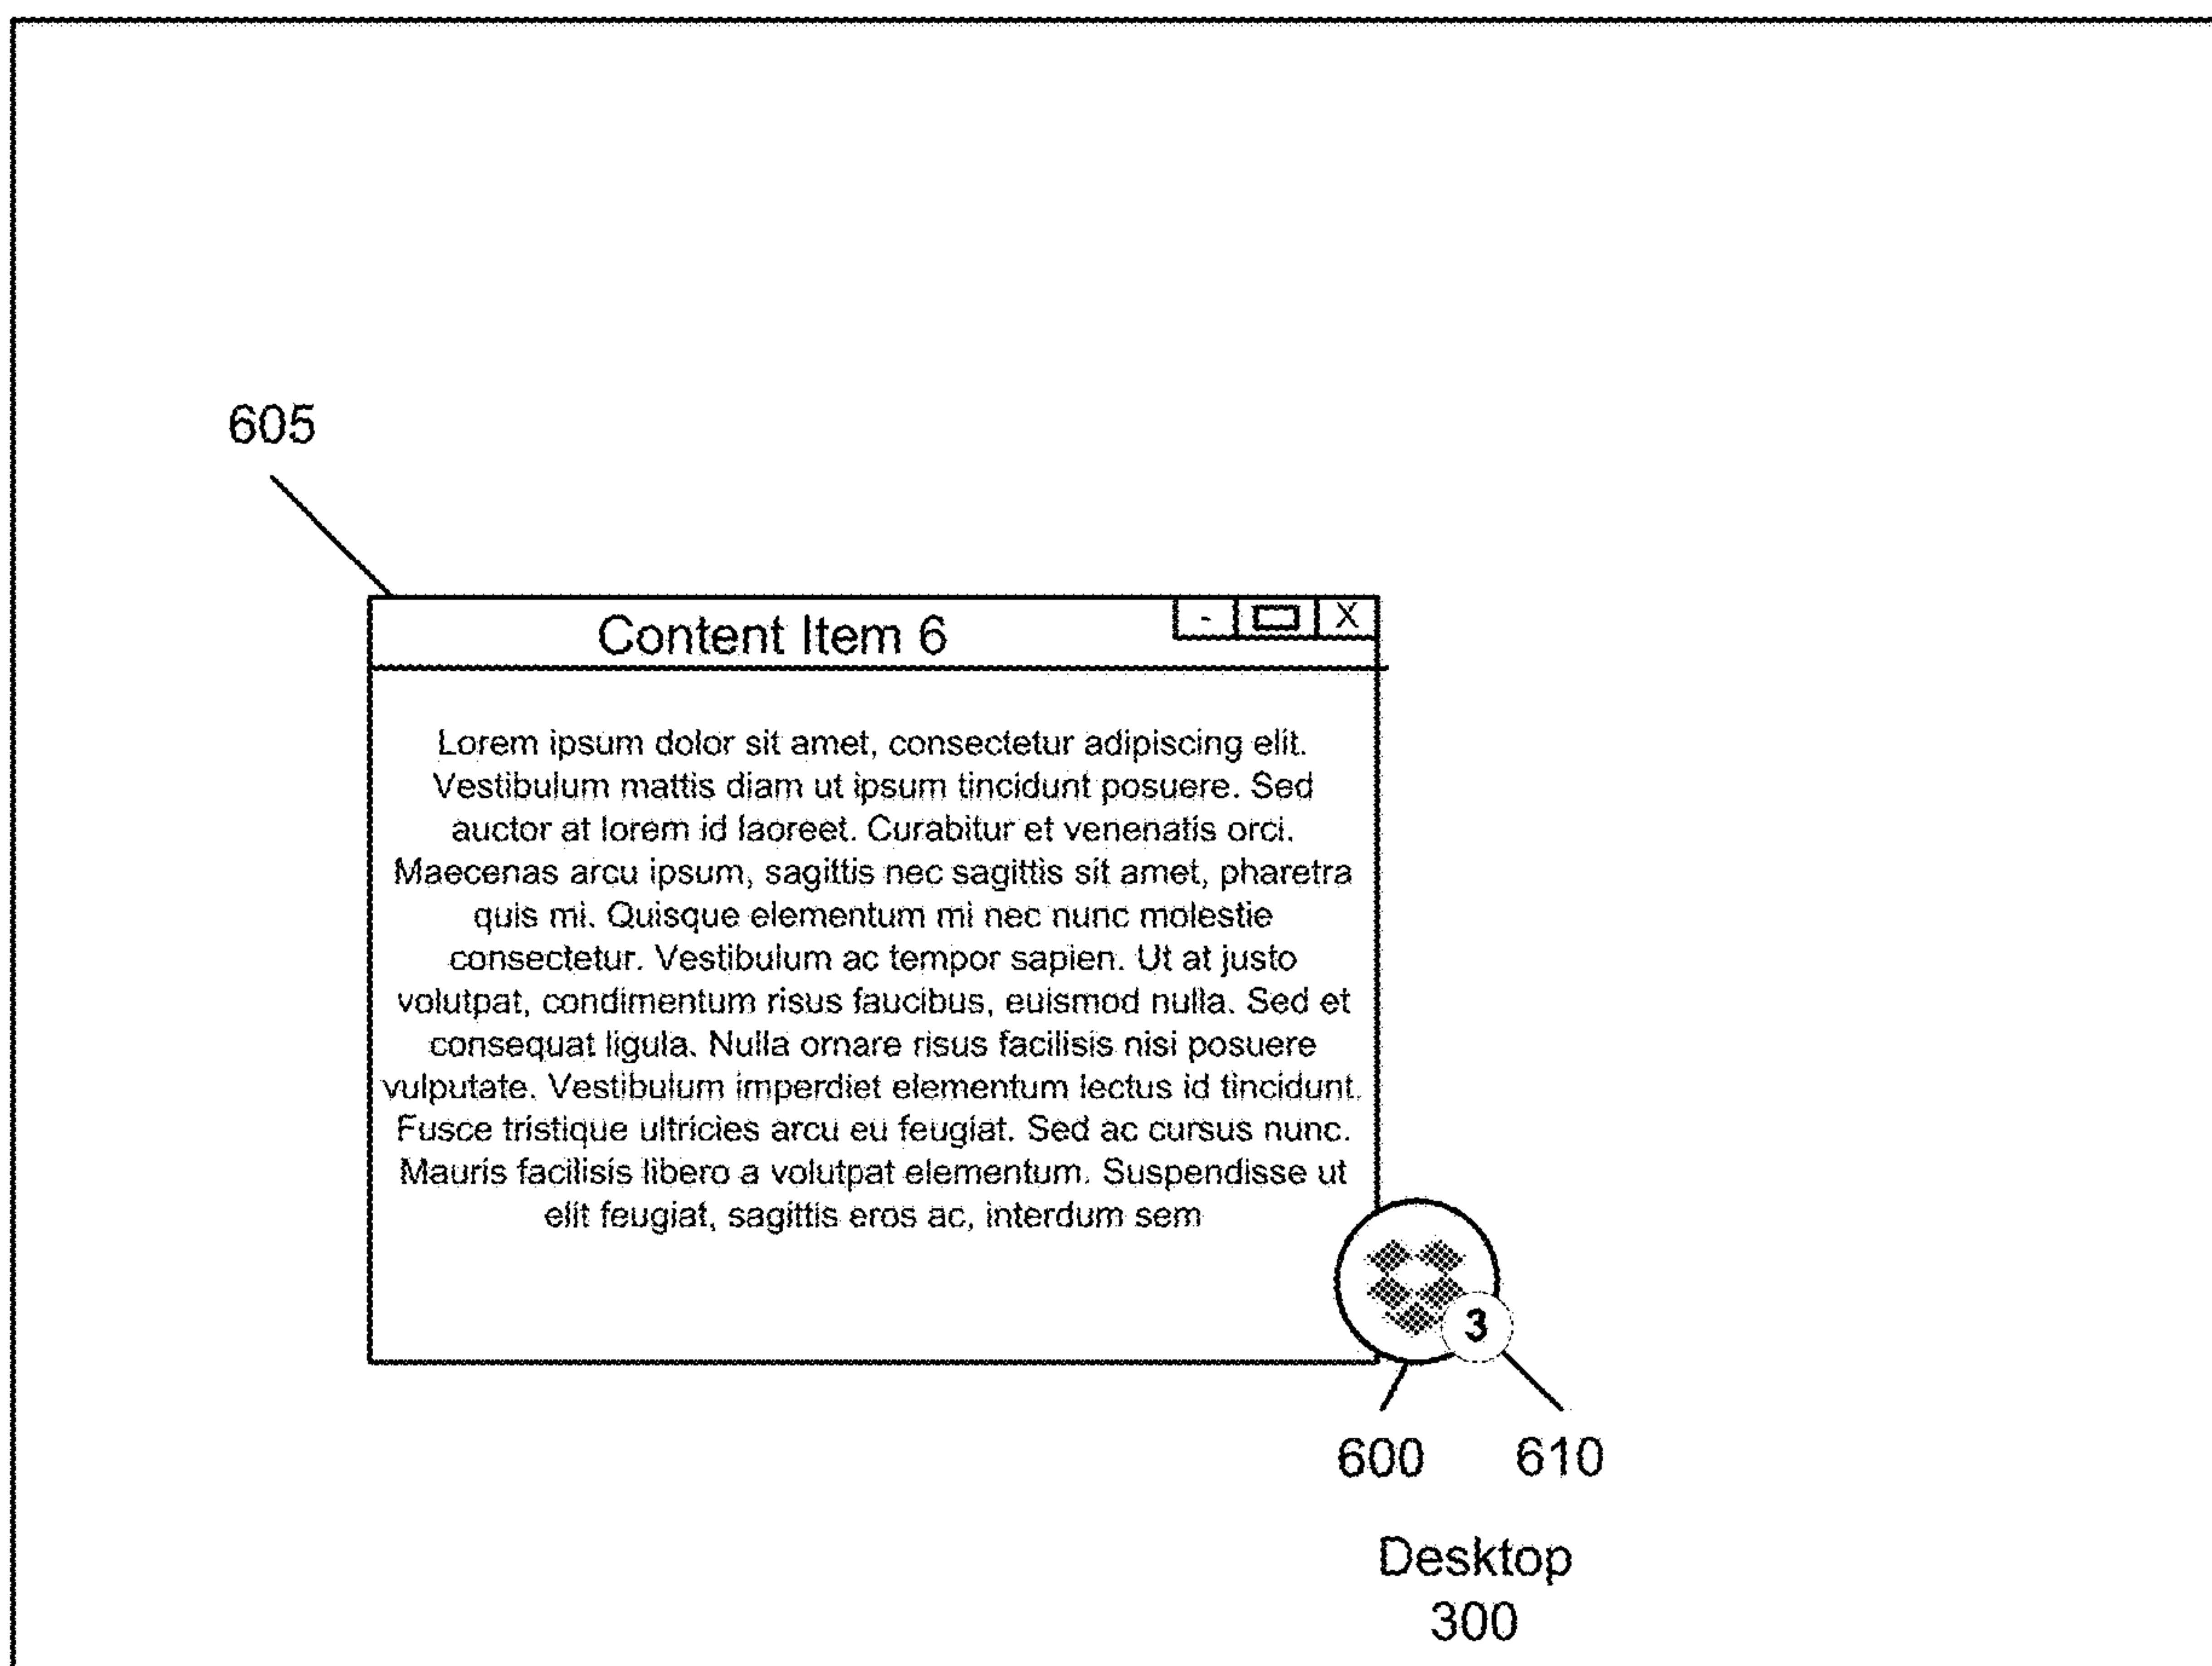 605
Content Item 6
- X
Lorem ipsum dolor sit amet, consectetur adipiscing elit.
Vestibulum mattis diam ut ipsum tincidunt posuere. Sed
auctor at lorem id laoreet. Curabitur et venenatis orci.
Maecenas arcu ipsum, sagittis nec sagittis sit amet, pharetra
quis mi. Quisque elementum mi nec nunc molestie
consectetur. Vestibulum ac tempor sapien. Ut at justo
volutpat, condimentum risus faucibus, euismod nulla. Sed et
consequat ligula. Nulla ornare risus facilisis nisi posuere
vulputate. Vestibulum imperdiet elementum lectus id tincidunt.
Fusce tristique ultricies arcu eu feugiat. Sed ac cursus nunc.
Mauris facilisis libero a volutpat elementum. Suspendisse ut
elit feugiat, sagittis eros ac, interdum sem
3
600 610
Desktop
300